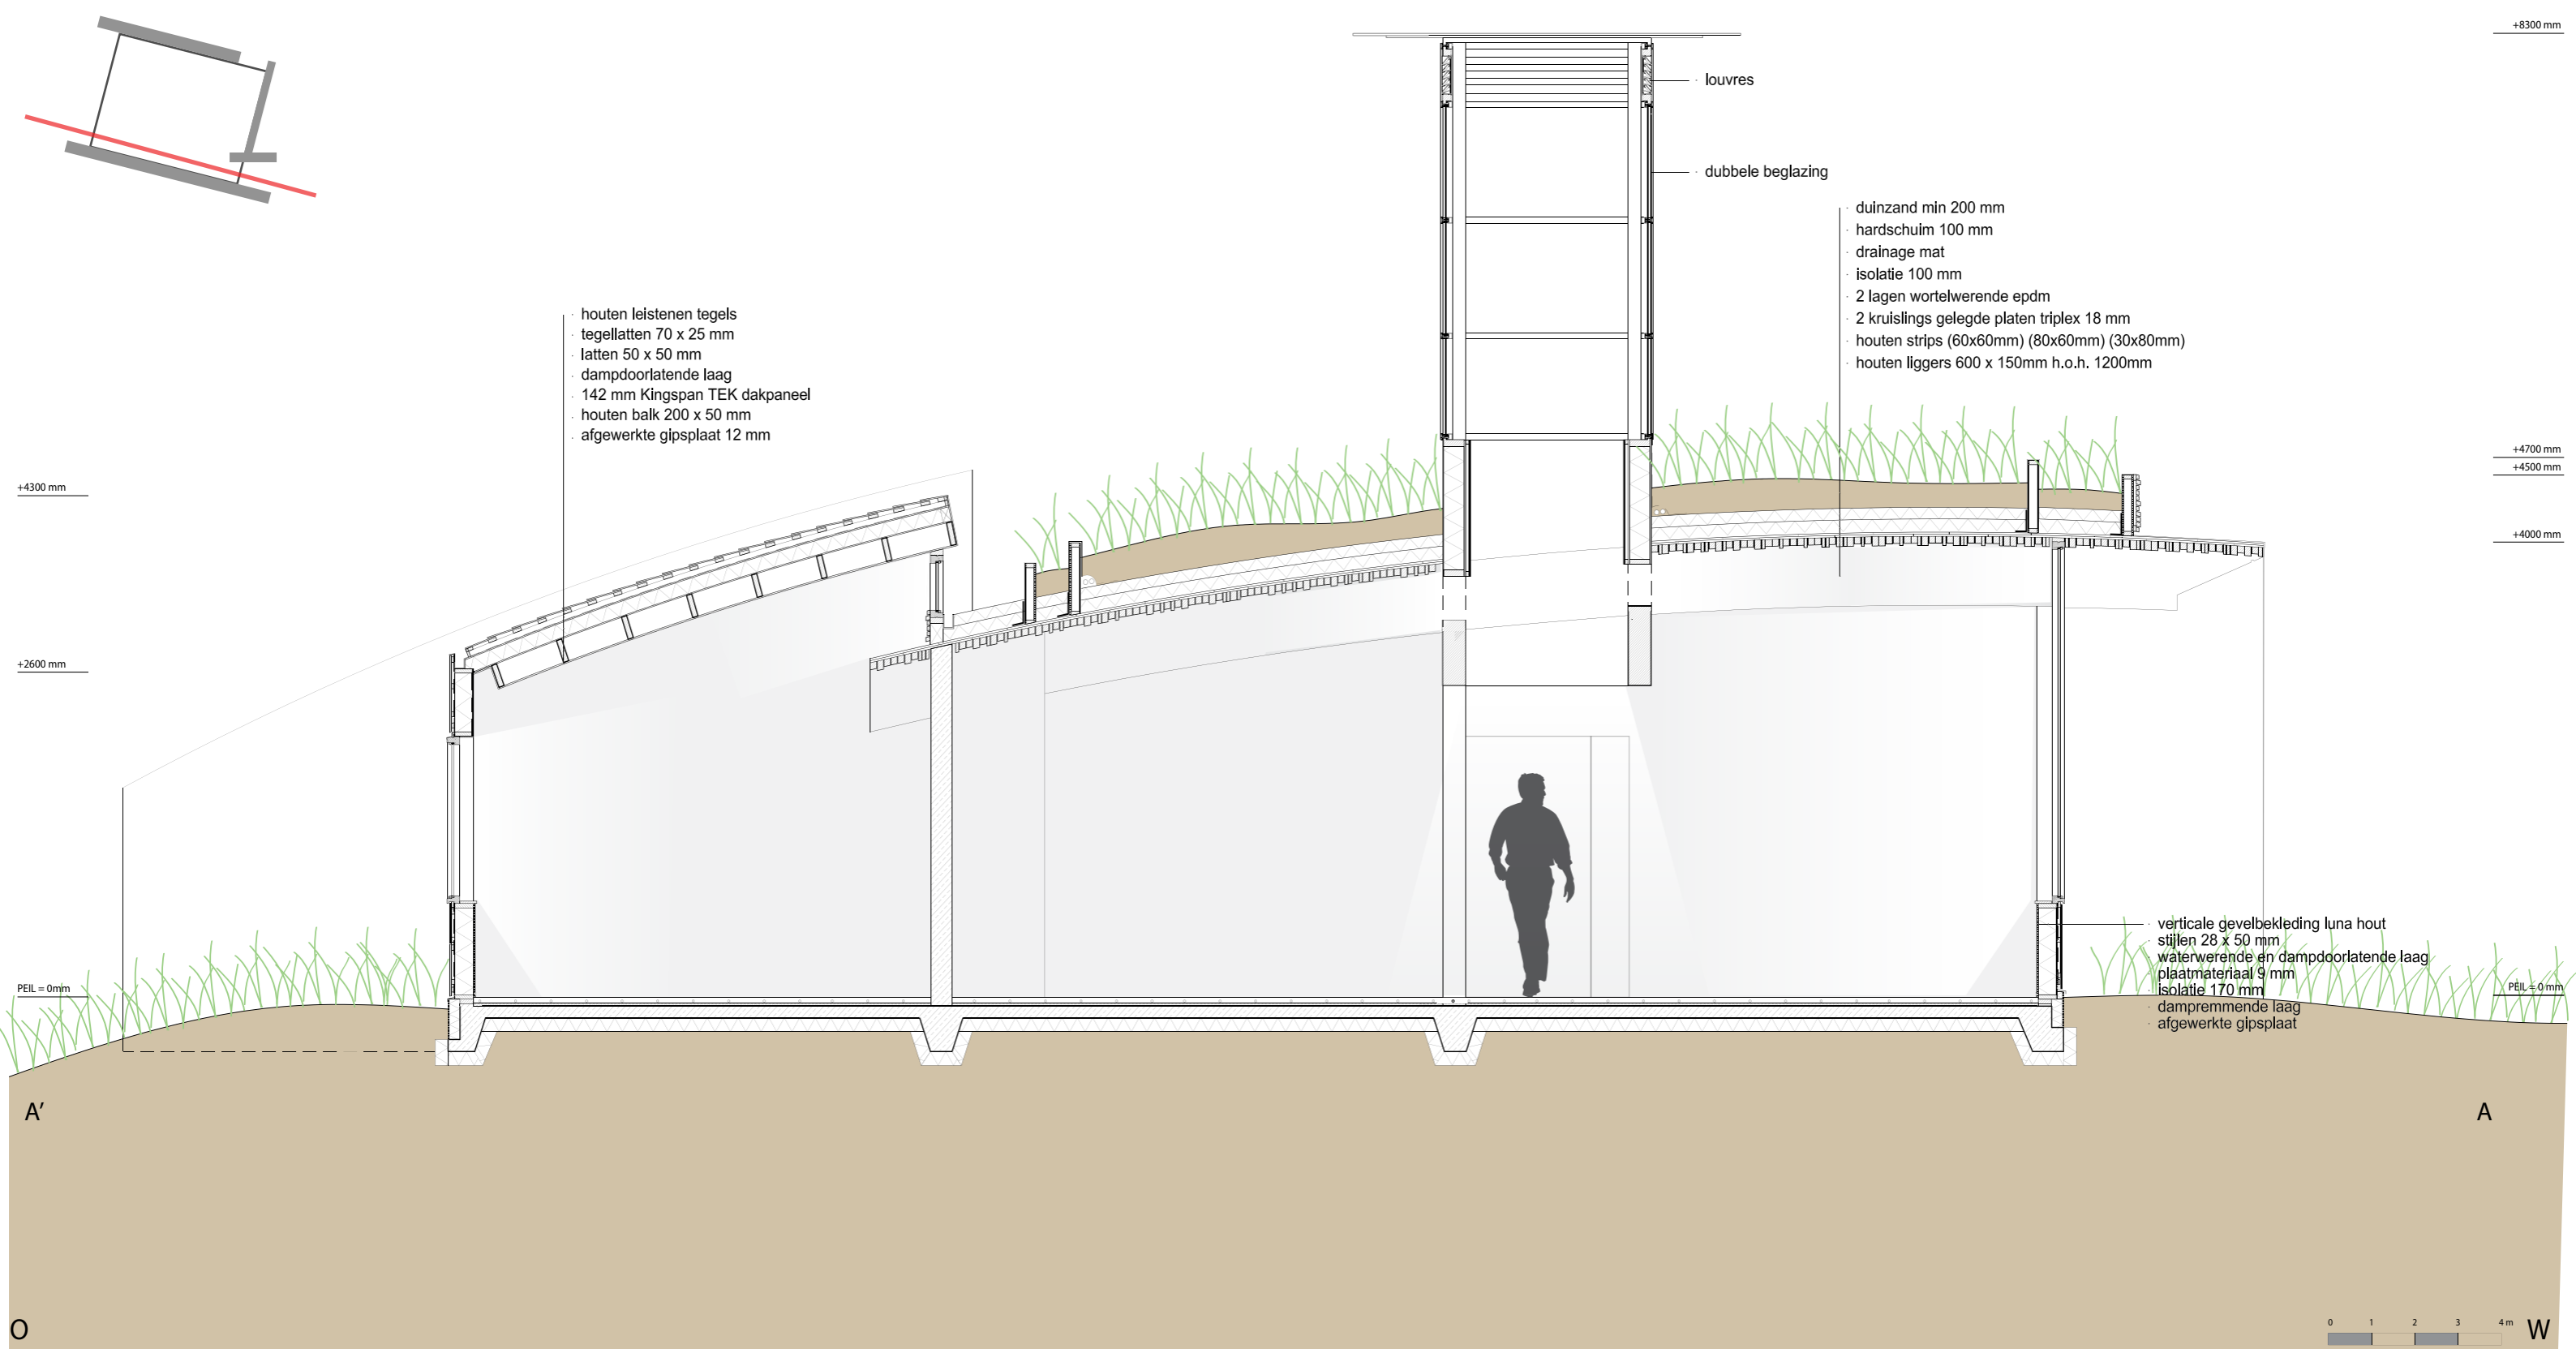 +8300 mm
louvres
dubbele beglazing
duinzand min 200 mm
hardschuim 100 mm
drainage mat
isolatie 100 mm
2 lagen wortelwerende epdm
2 kruislings gelegde platen triplex 18 mm
houten strips (60x60mm) (80x60mm) (30x80mm)
houten liggers 600 x 150mm h.o.h. 1200mm
houten leistenen tegels
tegellatten 70 x 25 mm
latten 50 x 50 mm
dampdoorlatende laag
142 mm Kingspan TEK dakpaneel
houten balk 200 x 50 mm
afgewerkte gipsplaat 12 mm
+4700 mm
+4500 mm
+4300 mm
+4000 mm
+2600 mm
verticale gevelbekleding luna hout
stijlen 28 x 50 mm
waterwerende en dampdoorlatende laag
plaatmateriaal 9 mm
isolatie 170 mm
dampremmende laag
afgewerkte gipsplaat
PEIL = 0mm
PEIL = 0 mm
A'
A
O
0 1 2 3 4 m
W